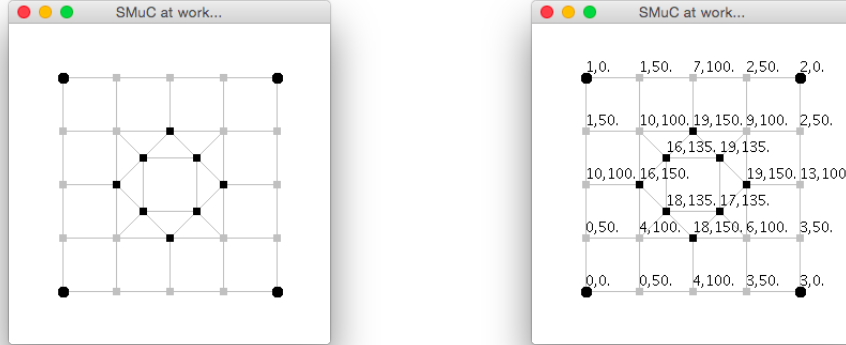 SMuC at work...
SMuC at work...
1,0. 1,50. 7,100. 2,50. 2,0.
1,50. 10,100. 19,150. 9,100. 2,50.
16,135. 19,135.
10,100. 16,150. 19,150. 13,100
18,135. 17,135.
0,50. 4,100. 18,150. 6,100. 3,50.
0,0. 0,50. 4,100. 3,50. 3,0.